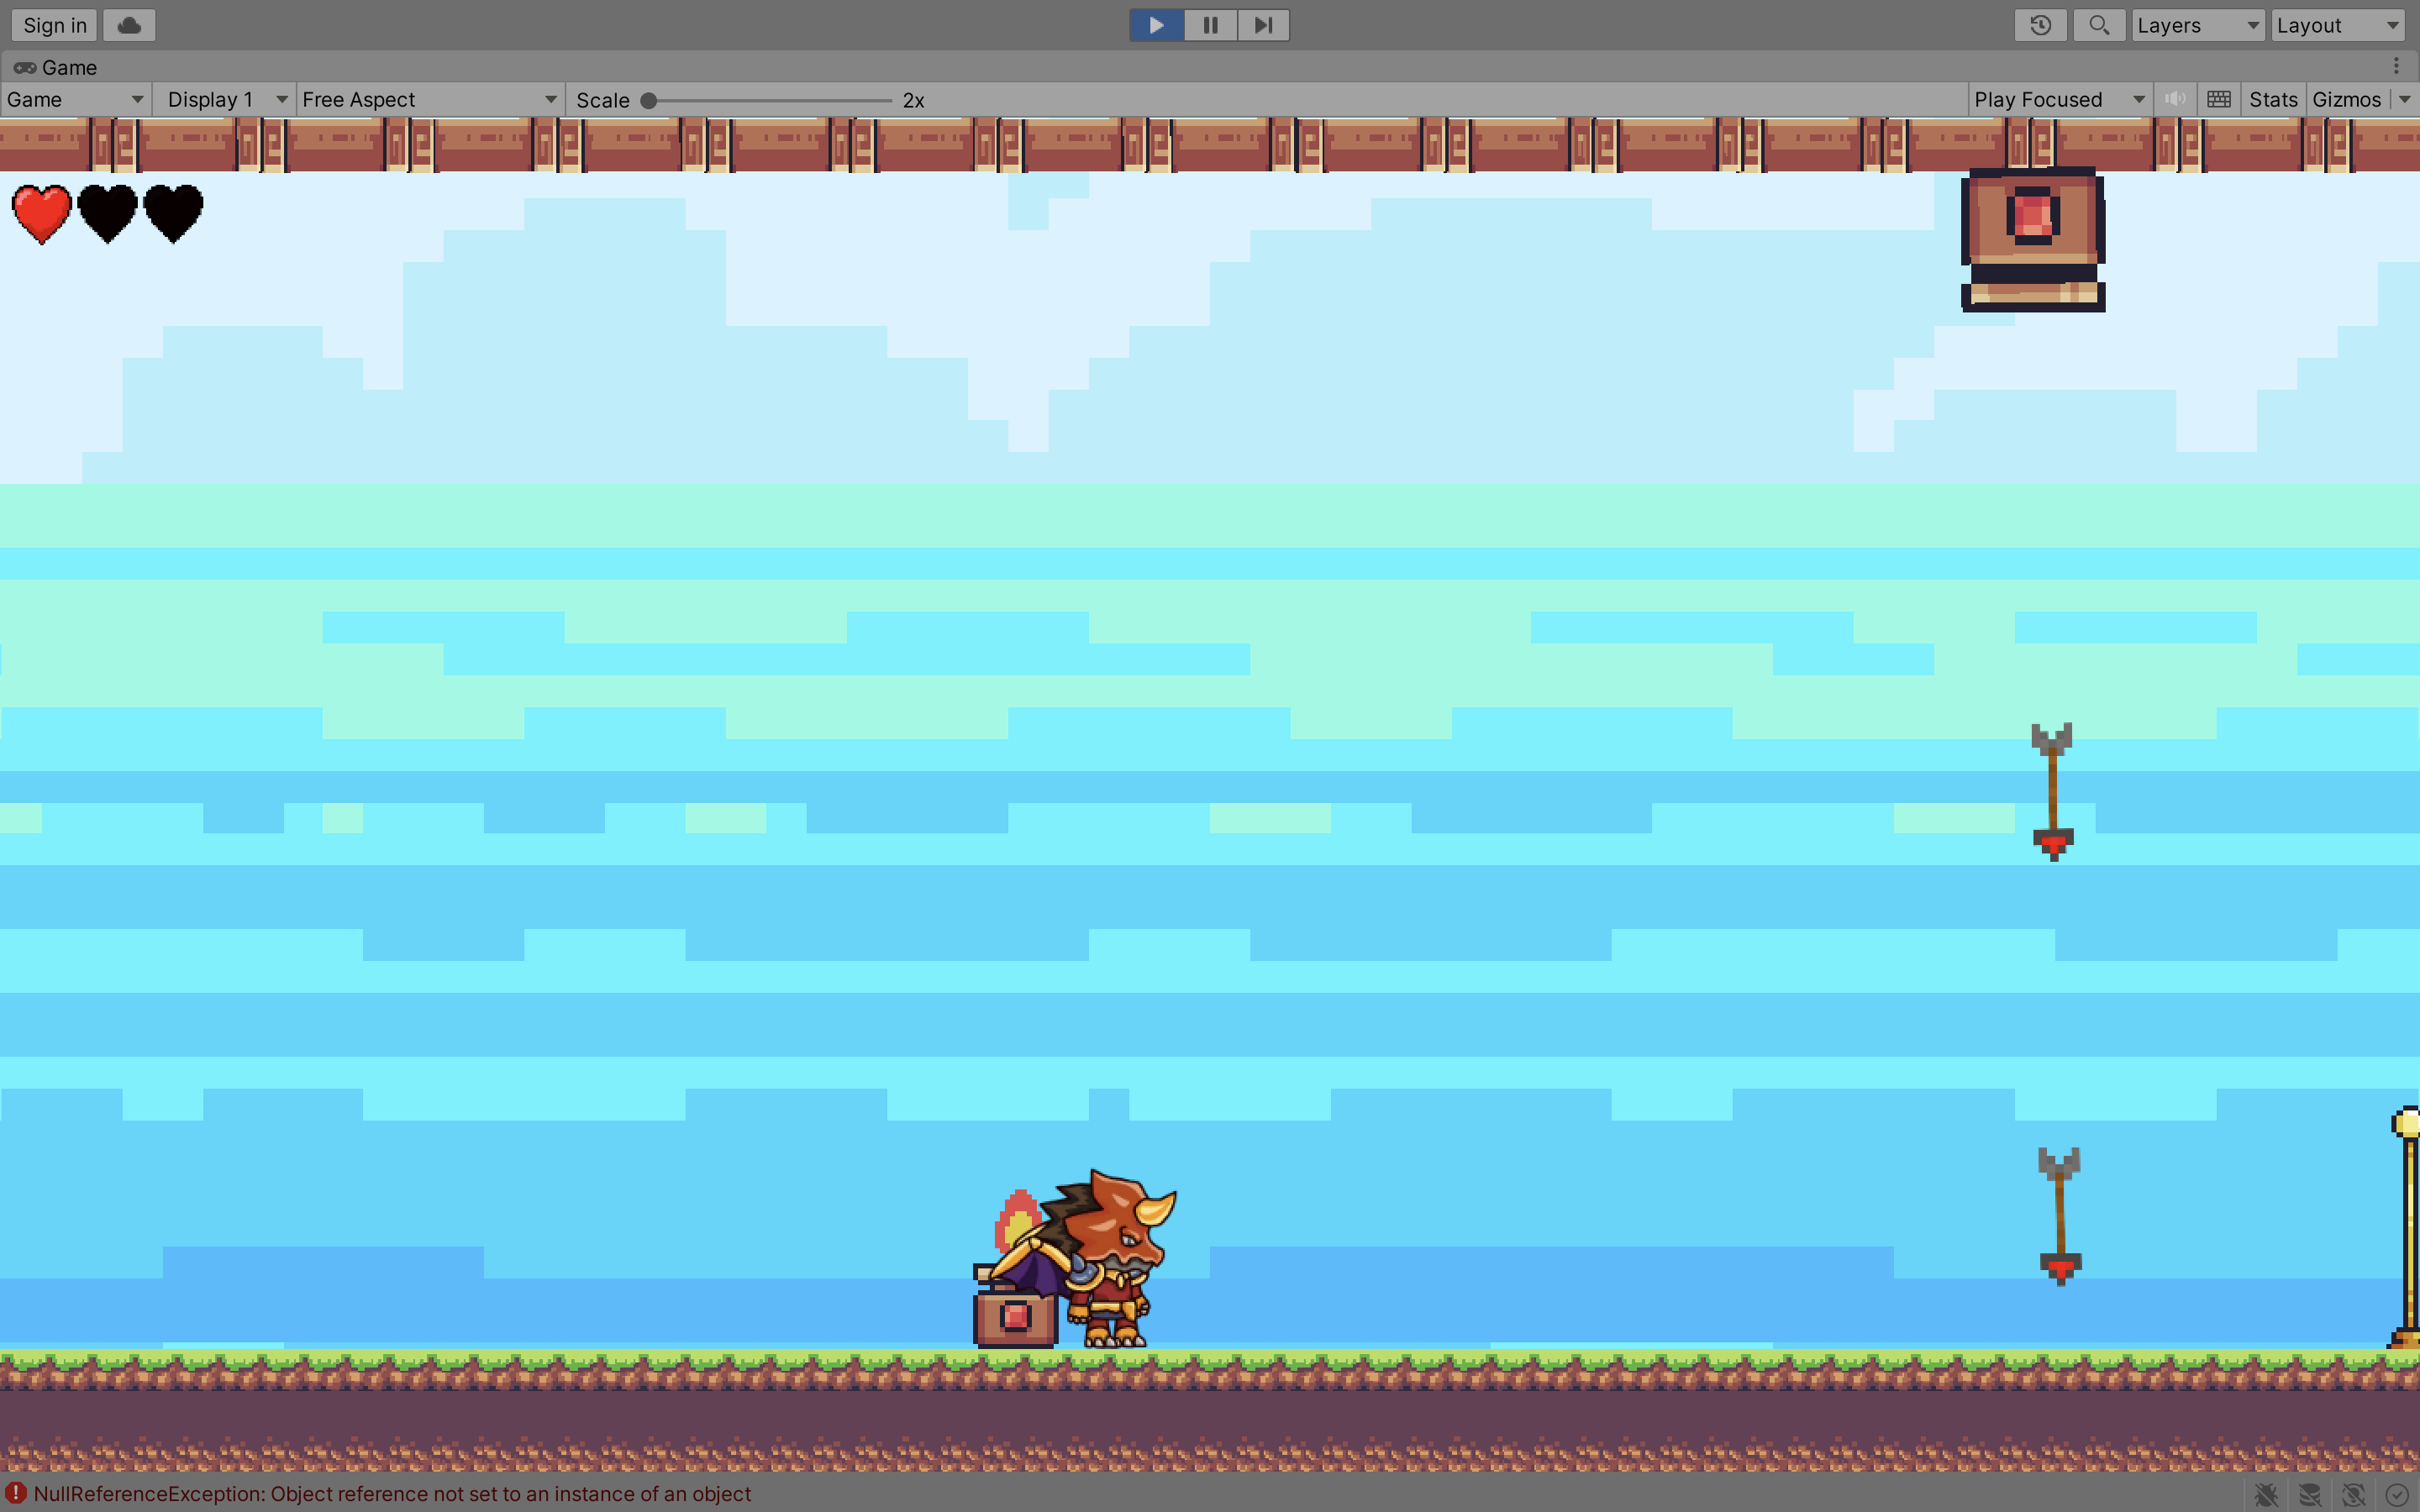 Sign in
Layers
Layout
Game
Game
Display 1
Free Aspect
Scale
2x
Play Focused
Stats
Gizmos
NullReferenceException: Object reference not set to an instance of an object